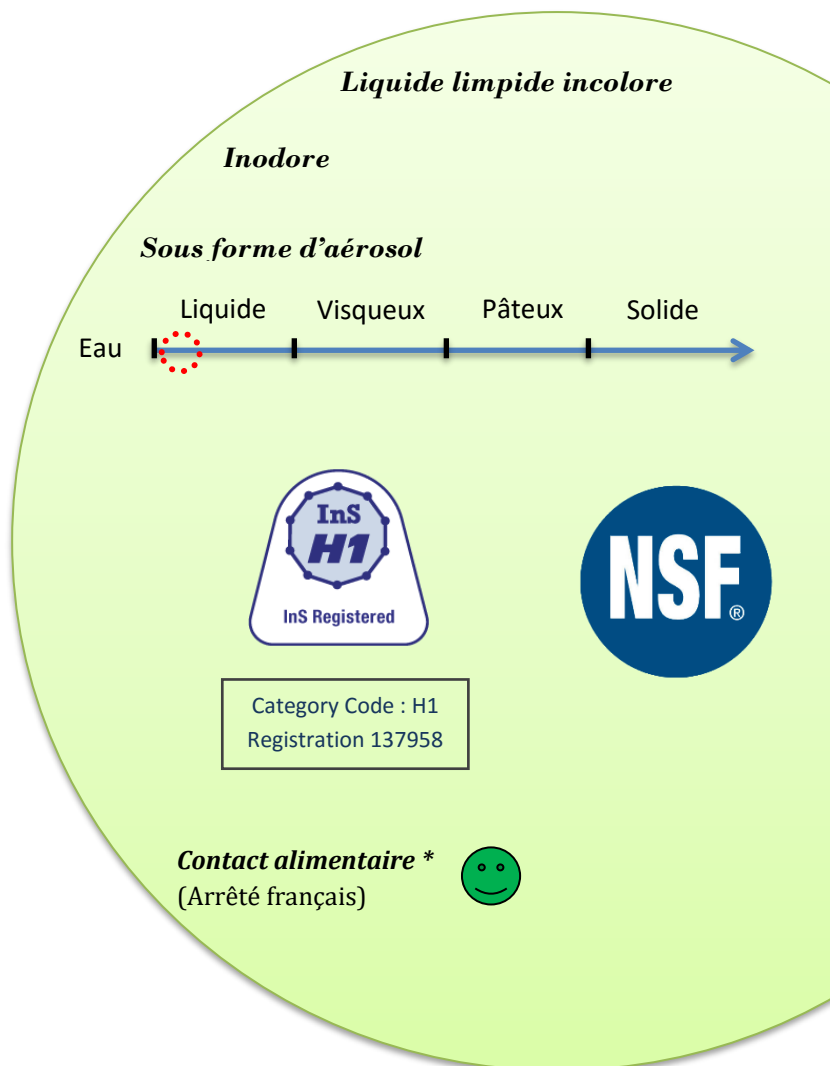 Liquide limpide incolore
Inodore
Sous forme d'aérosol
Liquide Visqueux Pâteux Solide
Eau
InS
H1
InS Registered
NSF®
Category Code : H1
Registration 137958
Contact alimentaire *
(Arrêté français)